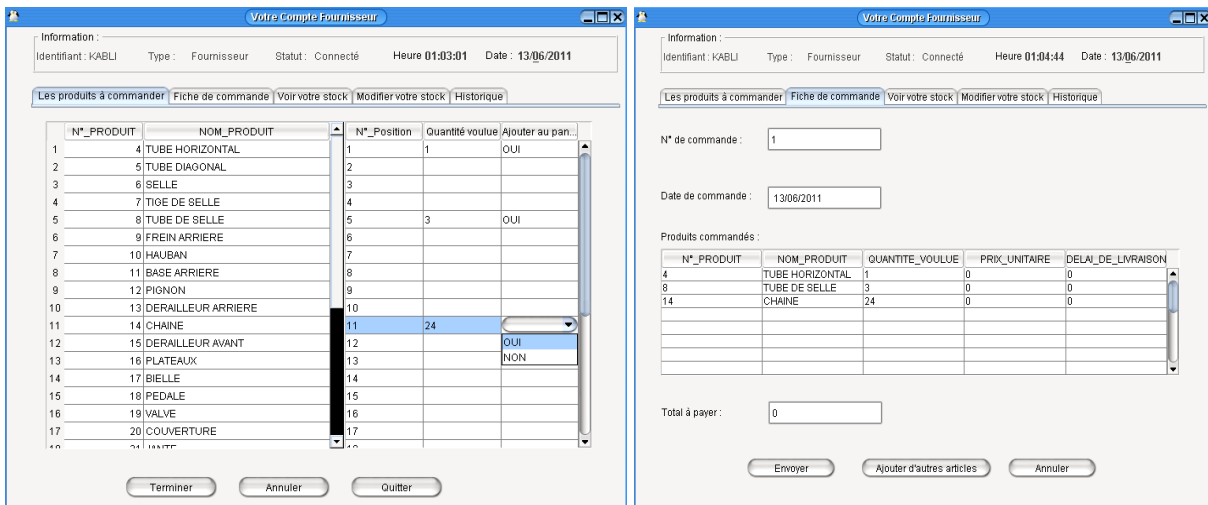 Votre Compte Fournisseur
Information :
Identifiant : KABLI Type : Fournisseur Statut : Connecté Heure 01:03:01 Date : 13/06/2011
Les produits à commander Fiche de commande Voir votre stock Modifier votre stock Historique
N°_PRODUIT NOM_PRODUIT N°_Position Quantité voulue Ajouter au pan...
1 4 TUBE HORIZONTAL 1 1 OUI
2 5 TUBE DIAGONAL 2
3 6 SELLE 3
4 7 TIGE DE SELLE 4
5 8 TUBE DE SELLE 5 3 OUI
6 9 FREIN ARRIERE 6
7 10 HAUBAN 7
8 11 BASE ARRIERE 8
9 12 PIGNON 9
10 13 DERAILLEUR ARRIERE 10
11 14 CHAINE 11 24
12 15 DERAILLEUR AVANT 12 OUI
13 16 PLATEAUX 13 NON
14 17 BIELLE 14
15 18 PEDALE 15
16 19 VALVE 16
17 20 COUVERTURE 17
Terminer Annuler Quitter
Votre Compte Fournisseur
Information :
Identifiant : KABLI Type : Fournisseur Statut : Connecté Heure 01:04:44 Date : 13/06/2011
Les produits à commander Fiche de commande Voir votre stock Modifier votre stock Historique
N° de commande : 1
Date de commande : 13/06/2011
Produits commandés :
N°_PRODUIT NOM_PRODUIT QUANTITE_VOULUE PRIX_UNITAIRE DELAI_DE_LIVRAISON
4 TUBE HORIZONTAL 1 0 0
8 TUBE DE SELLE 3 0 0
14 CHAINE 24 0 0
Total à payer : 0
Envoyer Ajouter d'autres articles Annuler